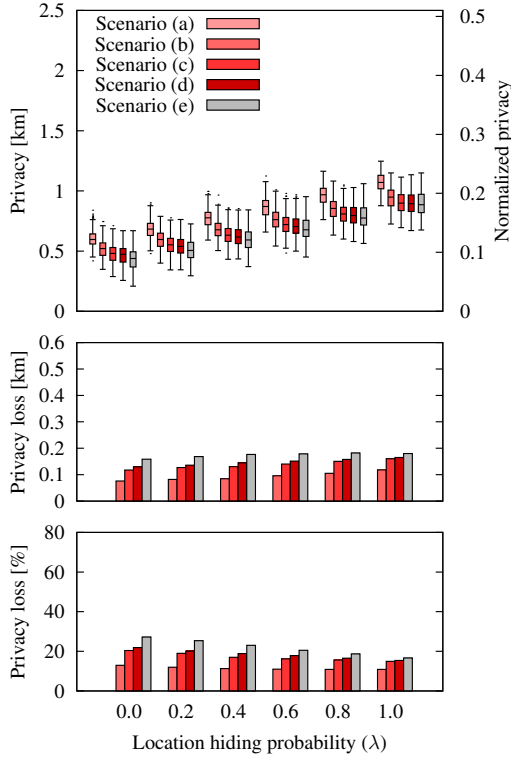 2.5
2
1.5
1
0.5
0
Privacy [km]
Scenario (a)
Scenario (b)
Scenario (c)
Scenario (d)
Scenario (e)
0.5
0.4
0.3
0.2
0.1
0
Normalized privacy
0.6
0.5
0.4
0.3
0.2
0.1
0
Privacy loss [km]
80
60
40
20
0
Privacy loss [%]
0.0 0.2 0.4 0.6 0.8 1.0
Location hiding probability (λ)